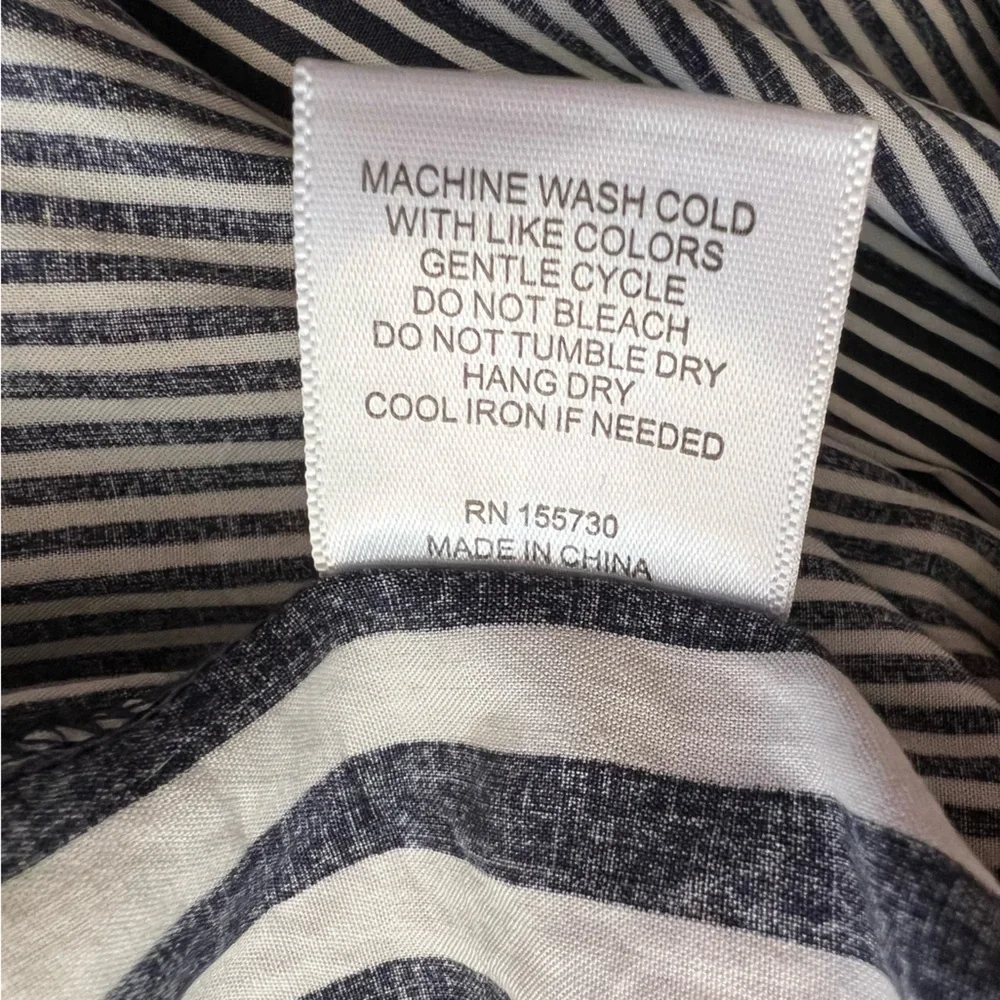 MACHINE WASH COLD
WITH LIKE COLORS
GENTLE CYCLE
DO NOT BLEACH
DO NOT TUMBLE DRY
HANG DRY
COOL IRON IF NEEDED
RN 155730
MADE IN CHINA